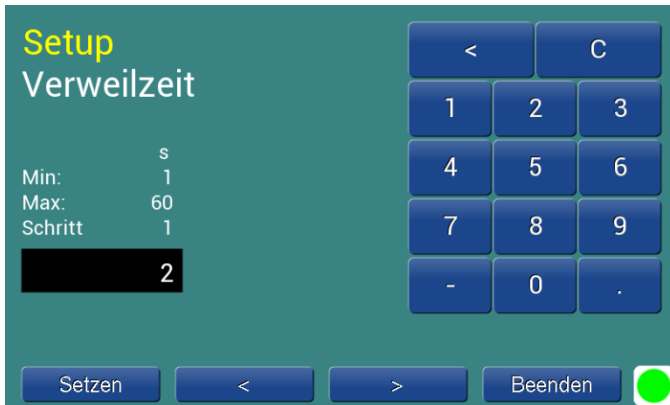 Setup
Verweilzeit
s
Min: 1
Max: 60
Schritt 1
2
< C
1 2 3
4 5 6
7 8 9
- 0 .
Setzen < > Beenden